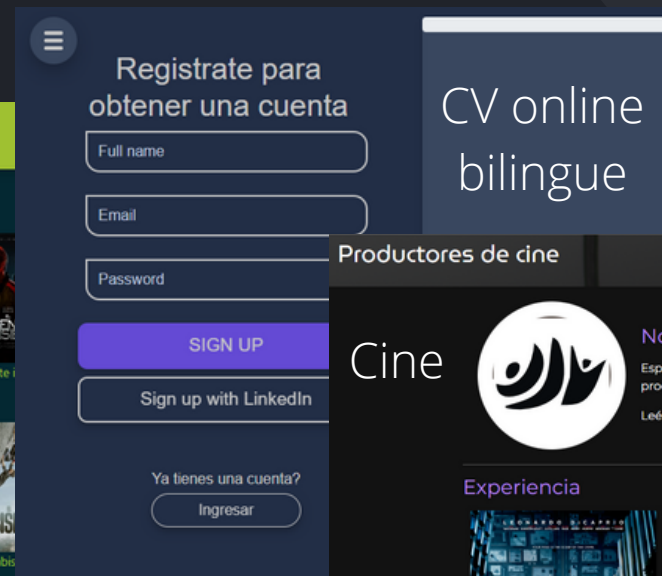 Registrate para
obtener una cuenta
Full name
Email
Password
SIGN UP
Sign up with LinkedIn
Ya tienes una cuenta?
Ingresar
CV online
bilingue
Productores de cine
Cine
Experiencia
LEONARDO DICAPRIO